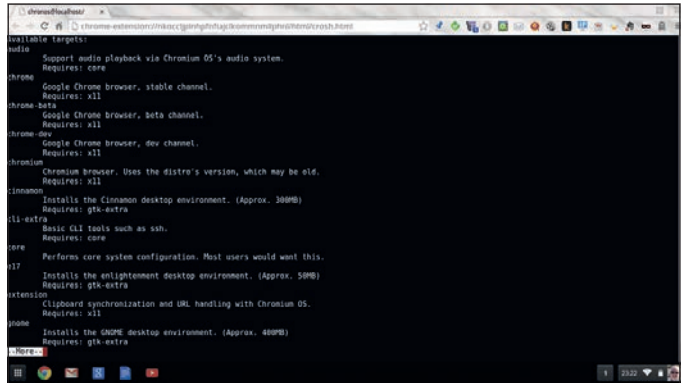 chronos@localhost/
chrome-extension://nkoccljplnhpfnfiajclkommnmllphnl/html/crosh.html
Available targets:
audio
Support audio playback via Chromium OS's audio system.
Requires: core
chrome
Google Chrome browser, stable channel.
Requires: x11
chrome-beta
Google Chrome browser, beta channel.
Requires: x11
chrome-dev
Google Chrome browser, dev channel.
Requires: x11
chromium
Chromium browser. Uses the distro's version, which may be old.
Requires: x11
cinnamon
Installs the Cinnamon desktop environment. (Approx. 300MB)
Requires: gtk-extra
cli-extra
Basic CLI tools such as ssh.
Requires: core
core
Performs core system configuration. Most users would want this.
e17
Installs the enlightenment desktop environment. (Approx. 50MB)
Requires: gtk-extra
extension
Clipboard synchronization and URL handling with Chromium OS.
Requires: x11
gnome
Installs the GNOME desktop environment. (Approx. 400MB)
Requires: gtk-extra
--More--
1 23:22